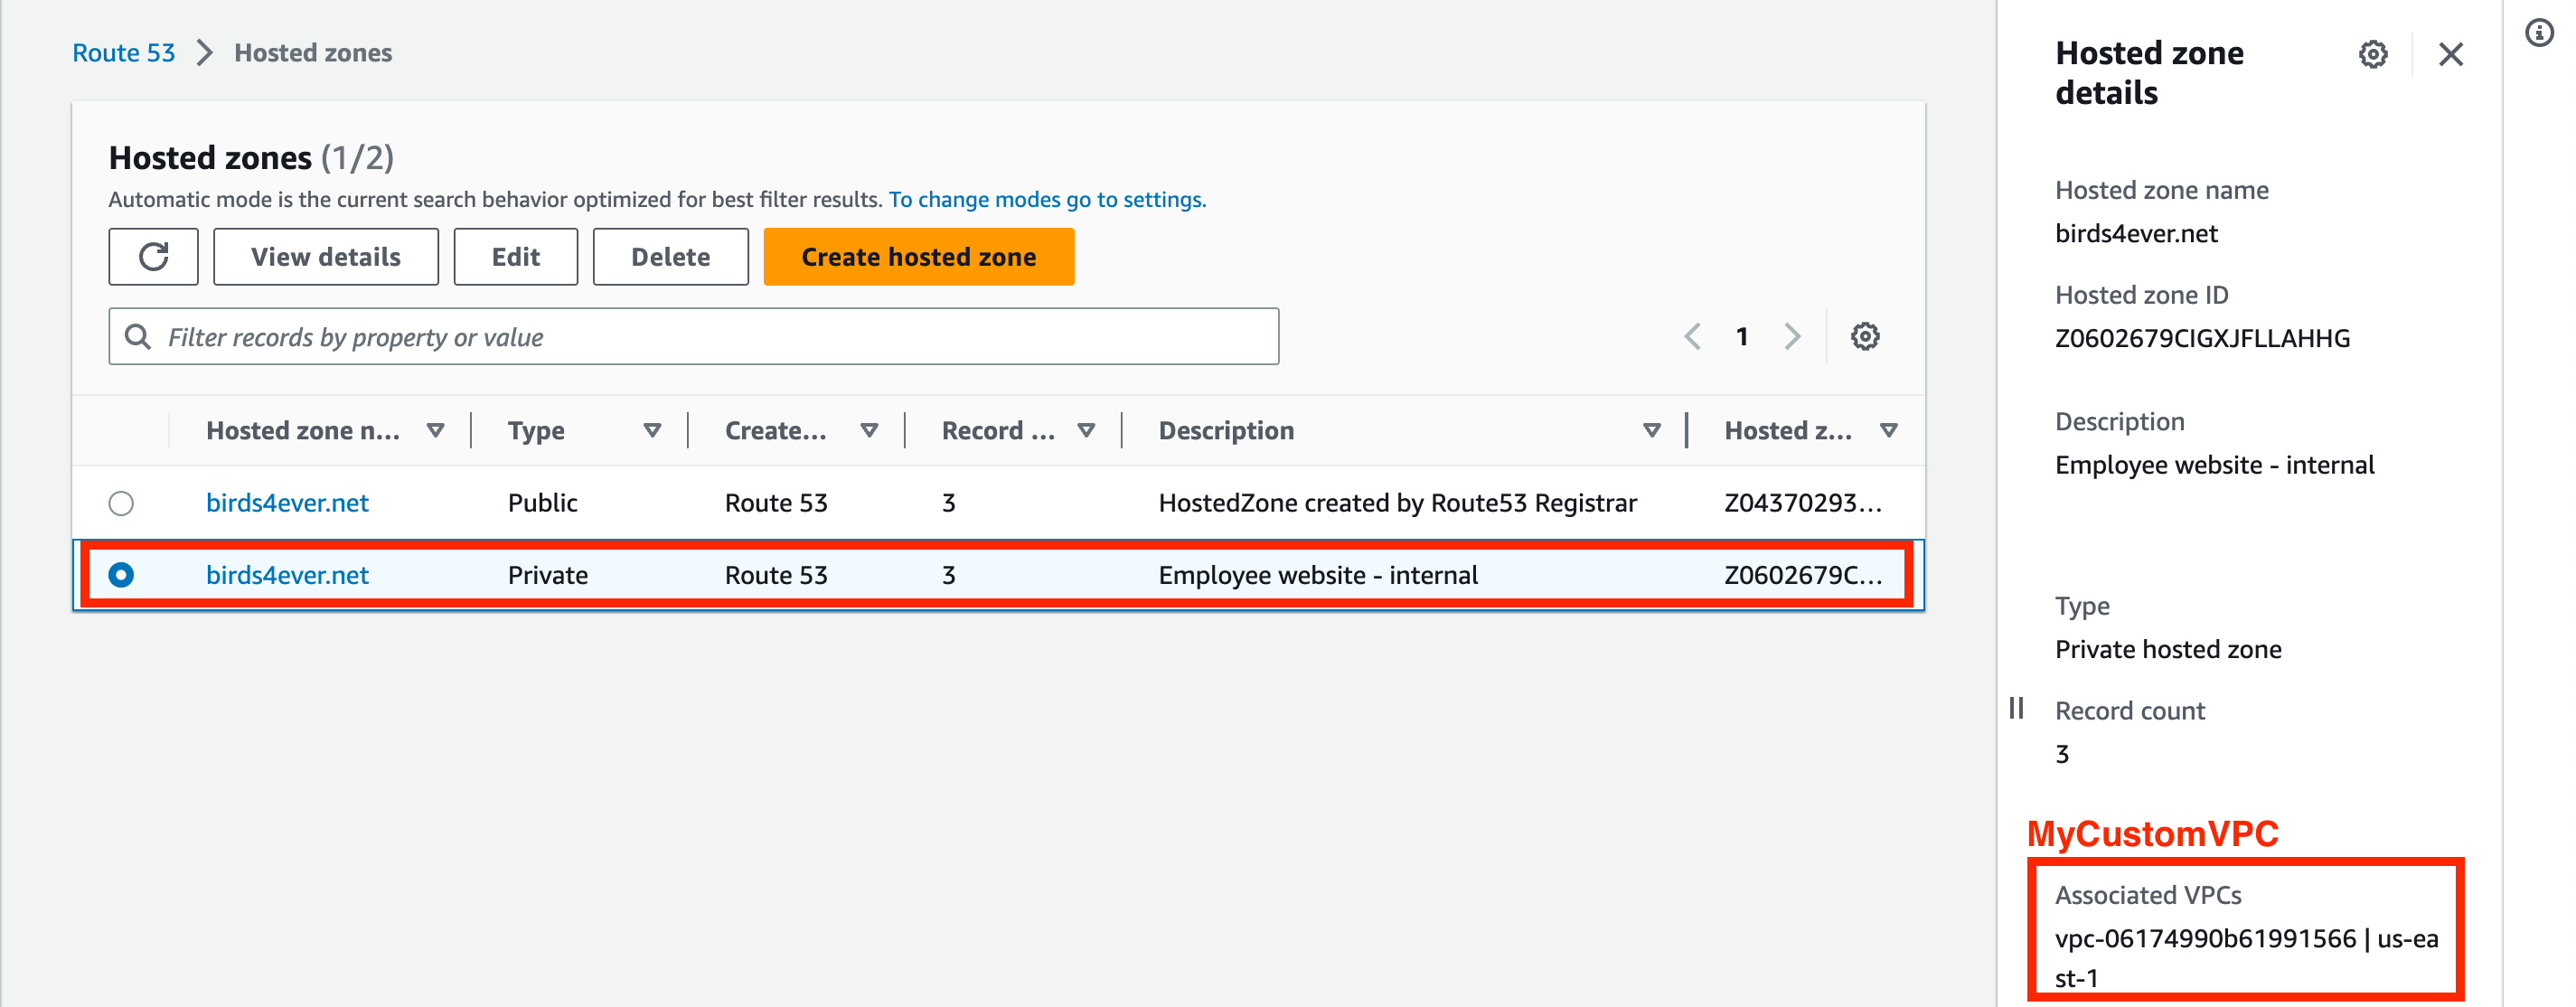 Route 53 Hosted zones
Hosted zones (1/2)
Automatic mode is the current search behavior optimized for best filter results. To change modes go to settings.
View details Edit Delete Create hosted zone
Filter records by property or value
1
Hosted zone n... Type Create... Record ... Description Hosted z...
birds4ever.net Public Route 53 3 HostedZone created by Route53 Registrar Z04370293...
birds4ever.net Private Route 53 3 Employee website - internal Z0602679C...
Hosted zone
details
Hosted zone name
birds4ever.net
Hosted zone ID
Z0602679CIGXJFLLAHHG
Description
Employee website - internal
Type
Private hosted zone
Record count
3
MyCustomVPC
Associated VPCs
vpc-06174990b61991566 | us-ea
st-1